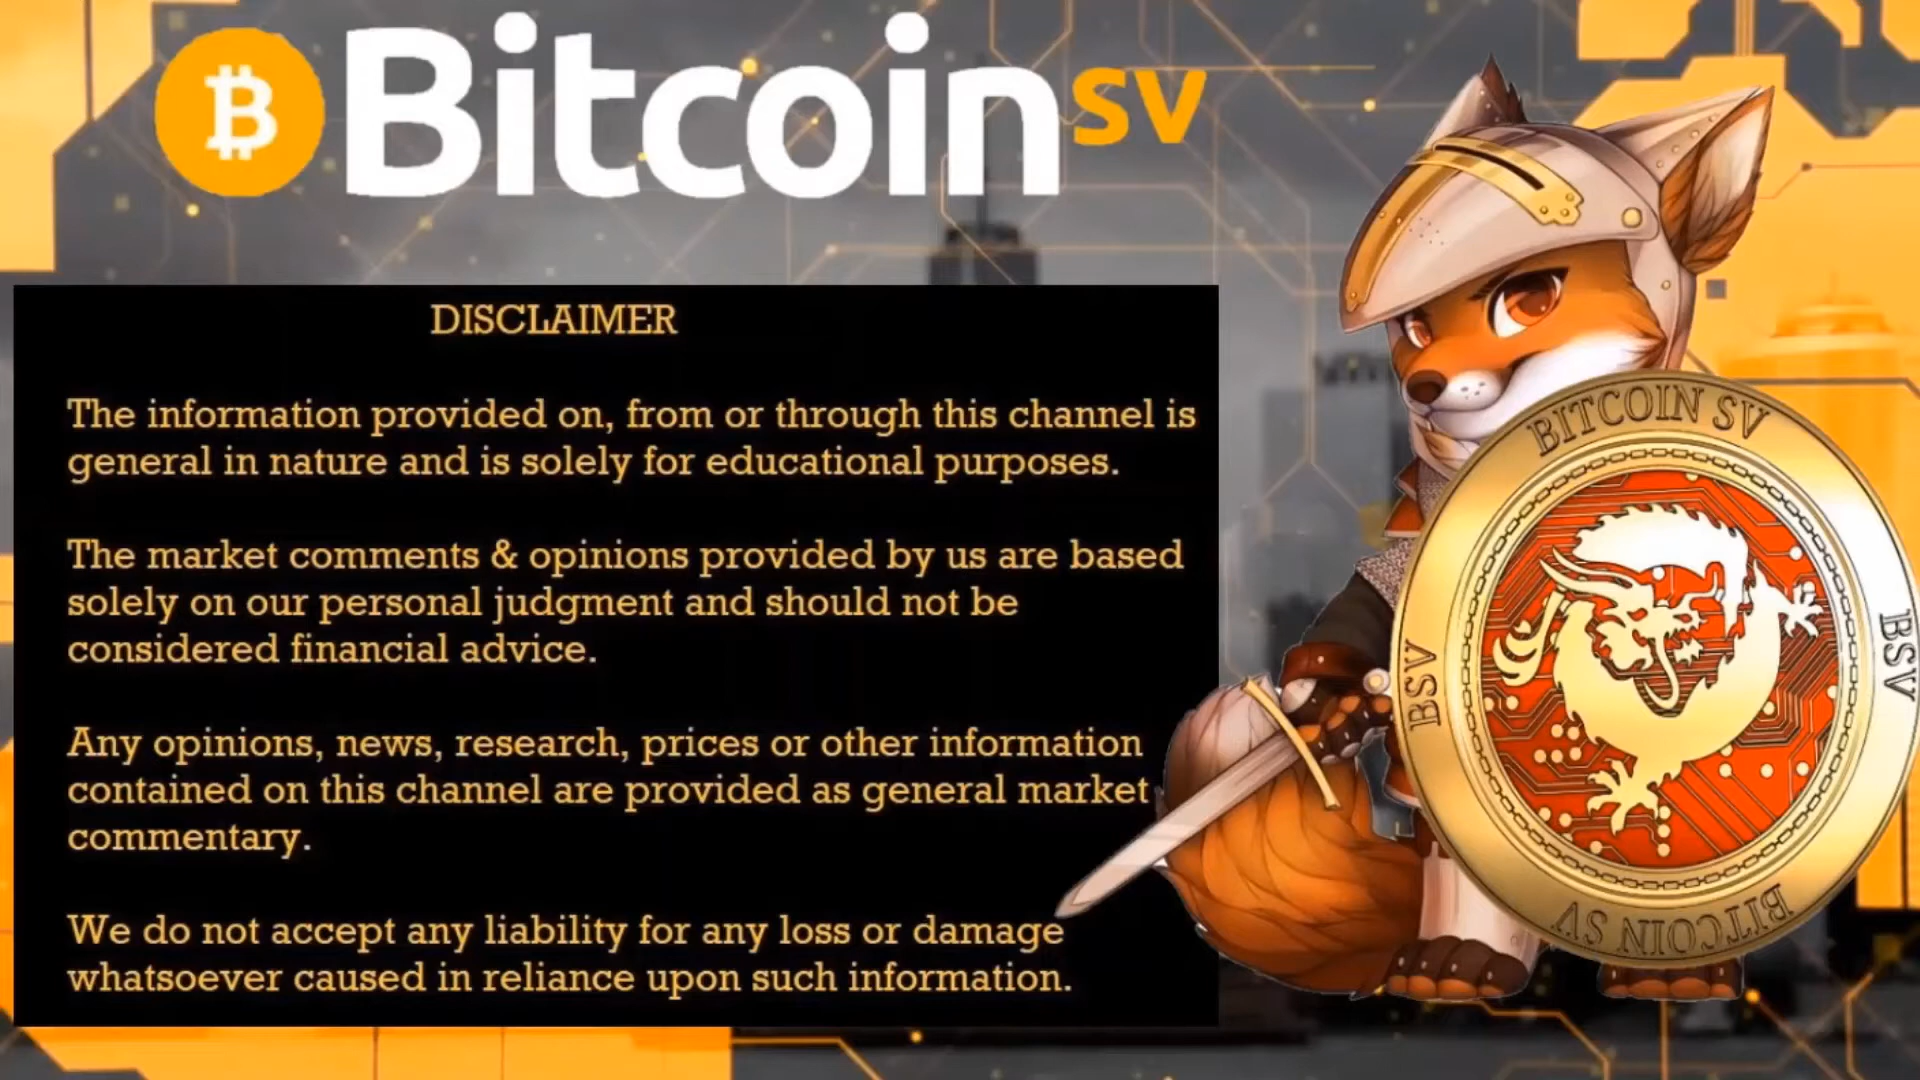 Bitcoin SV
DISCLAIMER
The information provided on, from or through this channel is
general in nature and is solely for educational purposes.
The market comments & opinions provided by us are based
solely on our personal judgment and should not be
considered financial advice.
Any opinions, news, research, prices or other information
contained on this channel are provided as general market
commentary.
We do not accept any liability for any loss or damage
whatsoever caused in reliance upon such information.
BITCOIN SV
BSV
BSV
BITCOIN SV